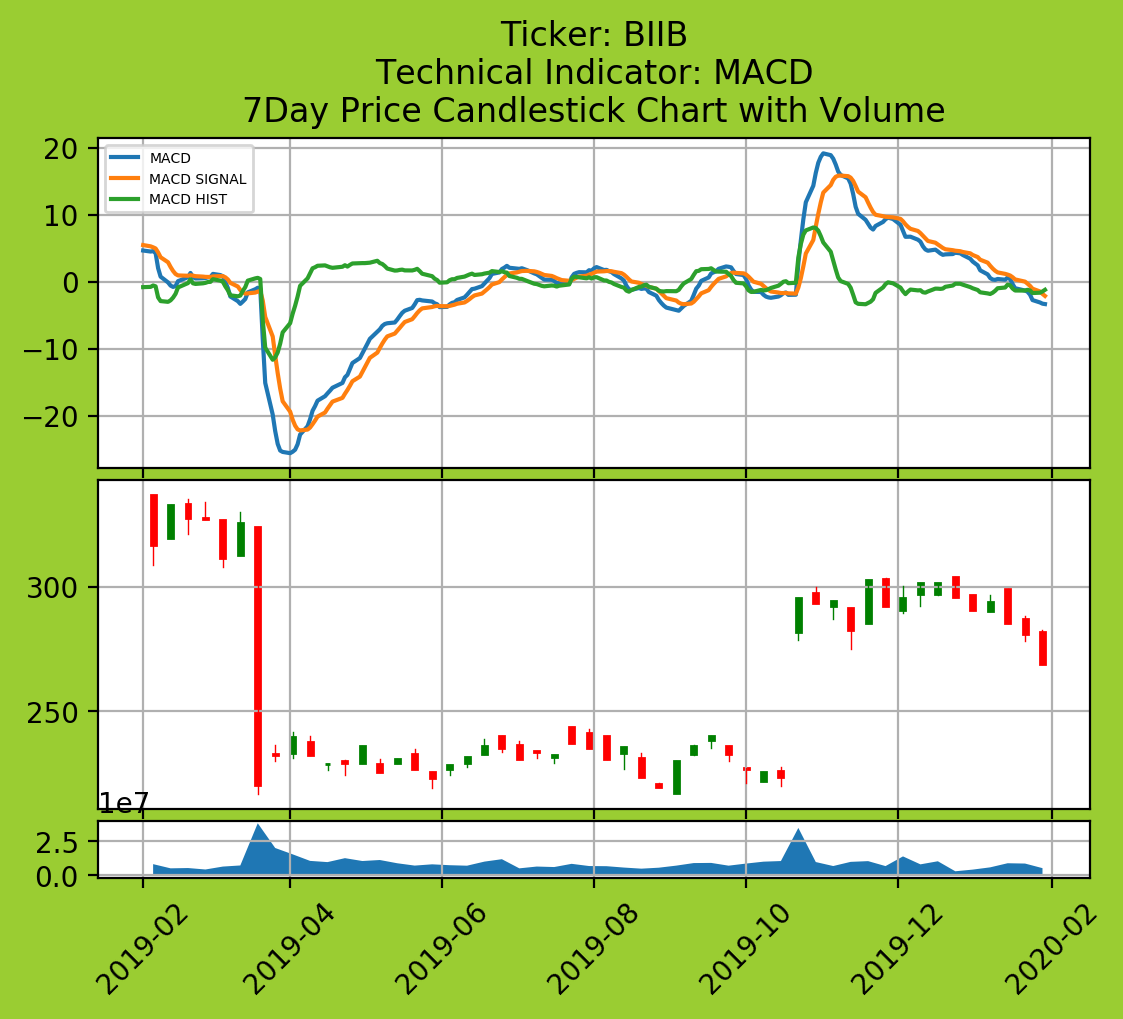 Ticker: BIIB
Technical Indicator: MACD
7Day Price Candlestick Chart with Volume
20
10
0
−10
−20
MACD
MACD SIGNAL
MACD HIST
300
250
1e7
2.5
0.0
2019-02
2019-04
2019-06
2019-08
2019-10
2019-12
2020-02